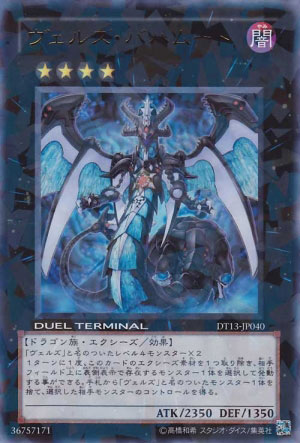 ヴェルズ・バハムート
闇
DUEL TERMINAL
DT13-JP040
【ドラゴン族・エクシーズ/効果】
「ヴェルズ」と名のついたレベル4モンスター×2
1ターンに1度、このカードのエクシーズ素材を1つ取り除き、相手
フィールド上に表側表示で存在するモンスター1体を選択して発動す
る事ができる。手札から「ヴェルズ」と名のついたモンスター1体を
捨て、選択した相手モンスターのコントロールを得る。
ATK/2350 DEF/1350
36757171
©高橋和希 スタジオ・ダイス/集英社